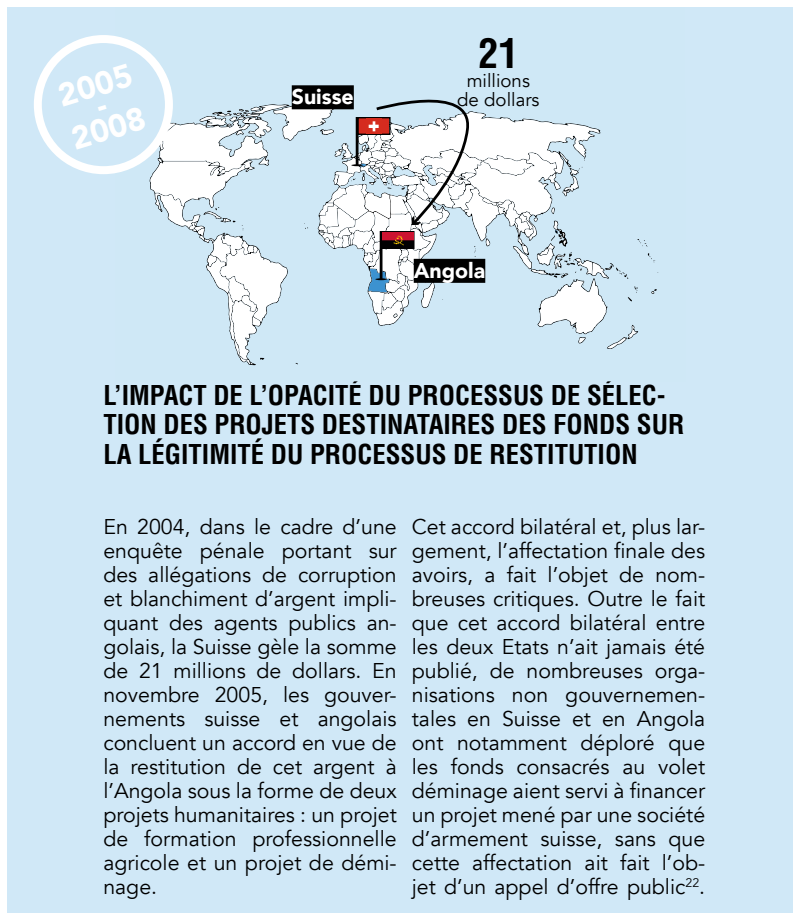 2005
-
2008
21
millions
de dollars
Suisse
Angola
L’IMPACT DE L’OPACITÉ DU PROCESSUS DE SÉLEC-
TION DES PROJETS DESTINATAIRES DES FONDS SUR
LA LÉGITIMITÉ DU PROCESSUS DE RESTITUTION
En 2004, dans le cadre d’une
enquête pénale portant sur
des allégations de corruption
et blanchiment d’argent impli-
quant des agents publics an-
golais, la Suisse gèle la somme
de 21 millions de dollars. En
novembre 2005, les gouver-
nements suisse et angolais
concluent un accord en vue de
la restitution de cet argent à
l’Angola sous la forme de deux
projets humanitaires : un projet
de formation professionnelle
agricole et un projet de démi-
nage.
Cet accord bilatéral et, plus lar-
gement, l’affectation finale des
avoirs, a fait l’objet de nom-
breuses critiques. Outre le fait
que cet accord bilatéral entre
les deux Etats n’ait jamais été
publié, de nombreuses orga-
nisations non gouvernemen-
tales en Suisse et en Angola
ont notamment déploré que
les fonds consacrés au volet
déminage aient servi à financer
un projet mené par une société
d’armement suisse, sans que
cette affectation ait fait l’ob-
jet d’un appel d’offre public²².